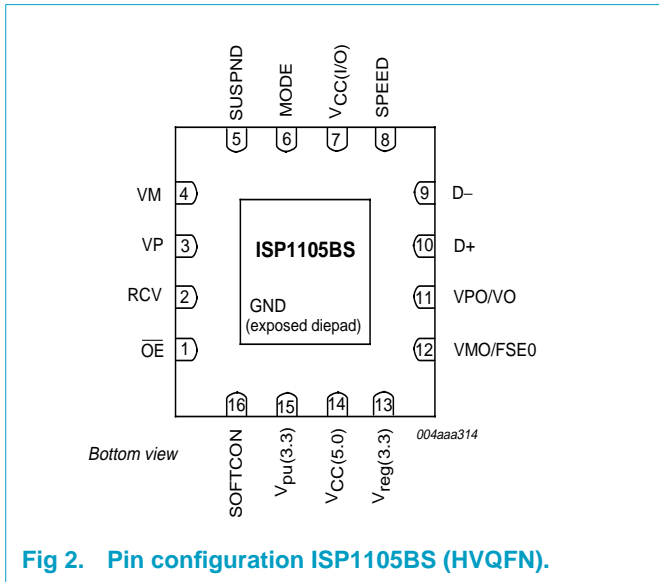 SUSPND
MODE
VCC(I/O)
SPEED
5
6
7
8
VM
4
9
D−
VP
3
ISP1105BS
10
D+
RCV
2
GND
(exposed diepad)
11
VPO/VO
OE
1
12
VMO/FSE0
16
15
14
13
SOFTCON
Vpu(3.3)
VCC(5.0)
Vreg(3.3)
004aaa314
Bottom view
Fig 2. Pin configuration ISP1105BS (HVQFN).